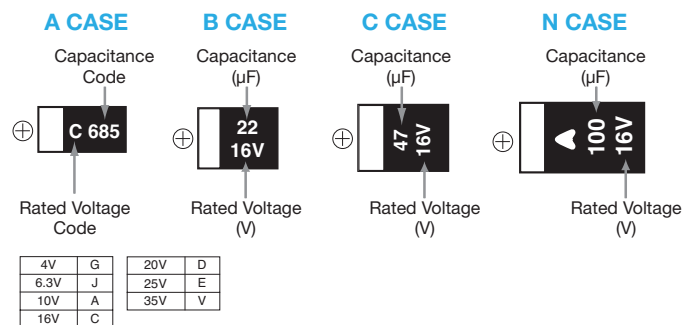 A CASE
B CASE
C CASE
N CASE
Capacitance
Code
Capacitance
(µF)
Capacitance
(µF)
Capacitance
(µF)
C 685
22
16V
47
16V
100
16V
Rated Voltage
Code
Rated Voltage
(V)
Rated Voltage
(V)
Rated Voltage
(V)
4V G
6.3V J
10V A
16V C
20V D
25V E
35V V